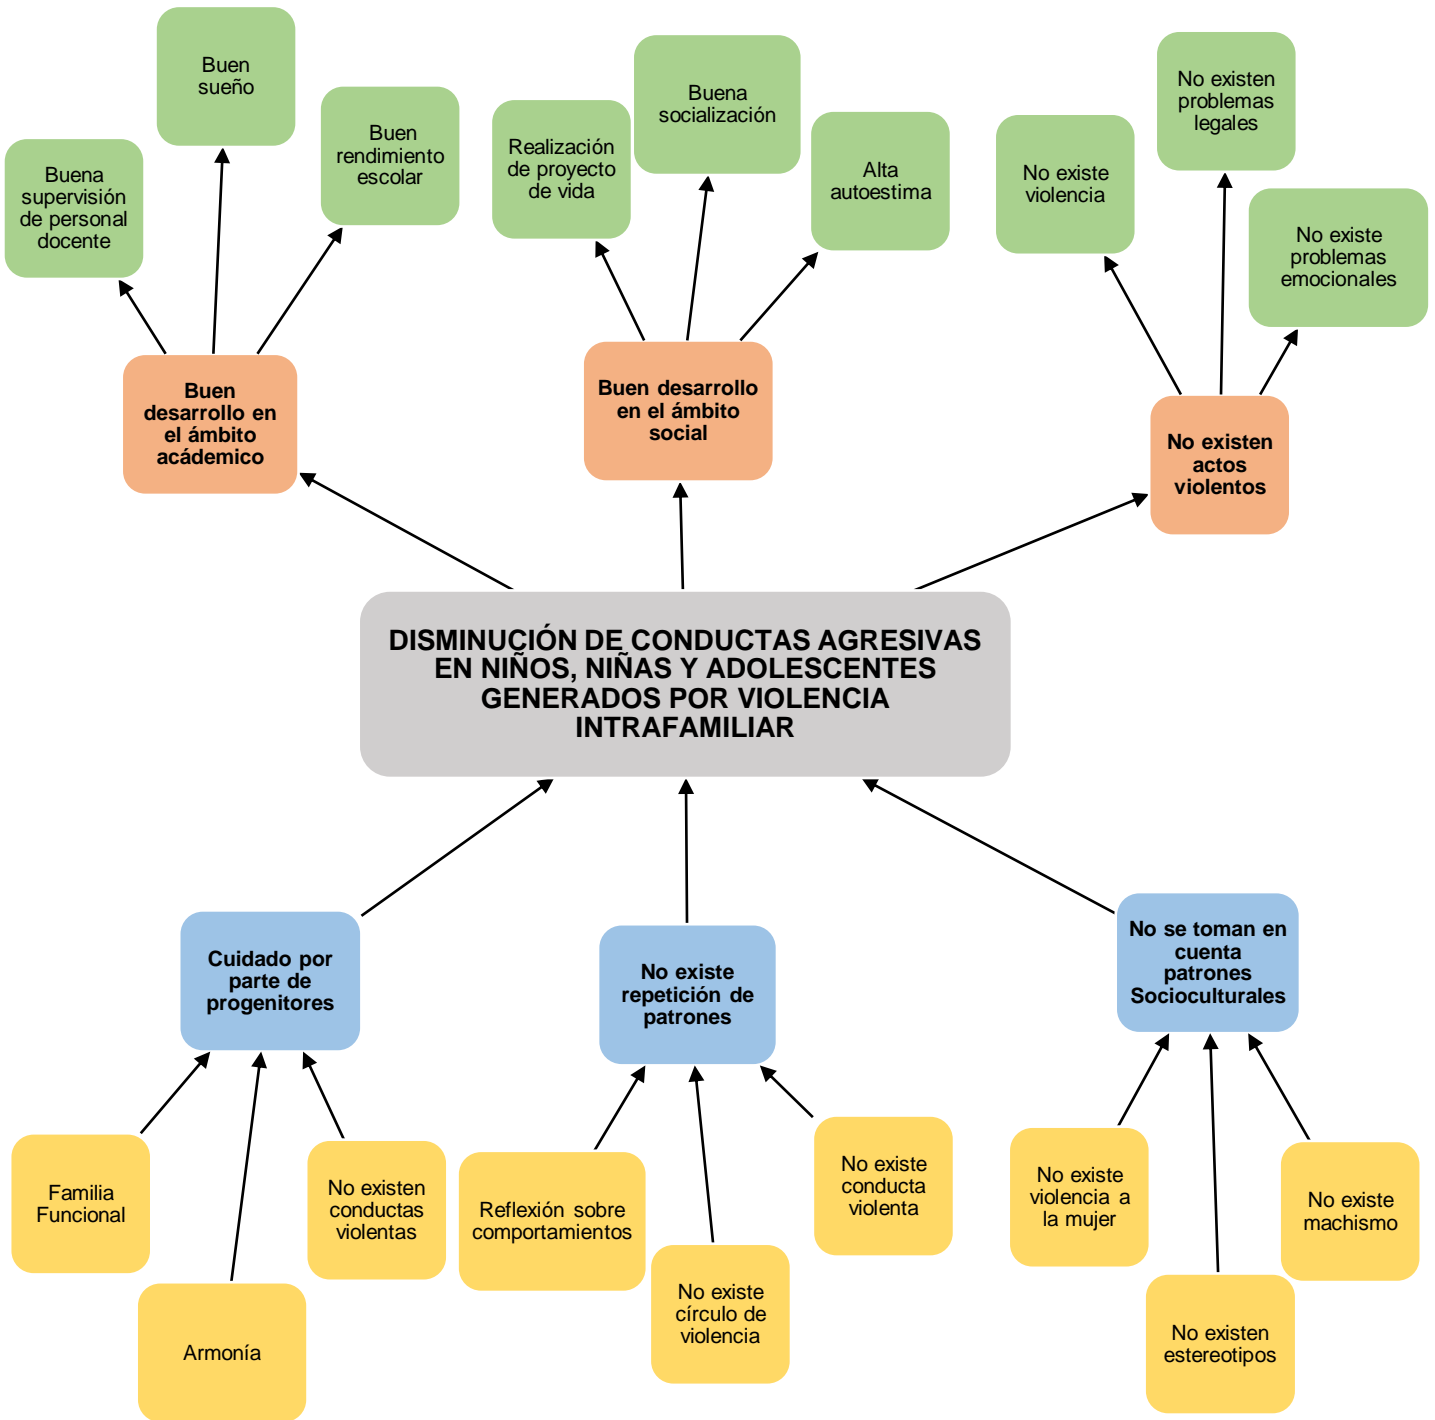 Buen
sueño
Buena
supervisión
de personal
docente
Buen
rendimiento
escolar
Realización
de proyecto
de vida
Buena
socialización
Alta
autoestima
No existe
violencia
No existen
problemas
legales
No existe
problemas
emocionales
Buen
desarrollo en
el ámbito
acádemico
Buen desarrollo
en el ámbito
social
No existen
actos
violentos
DISMINUCIÓN DE CONDUCTAS AGRESIVAS
EN NIÑOS, NIÑAS Y ADOLESCENTES
GENERADOS POR VIOLENCIA
INTRAFAMILIAR
Cuidado por
parte de
progenitores
No existe
repetición de
patrones
No se toman en
cuenta
patrones
Socioculturales
Familia
Funcional
Armonía
No existen
conductas
violentas
Reflexión sobre
comportamientos
No existe
círculo de
violencia
No existe
conducta
violenta
No existe
violencia a
la mujer
No existen
estereotipos
No existe
machismo